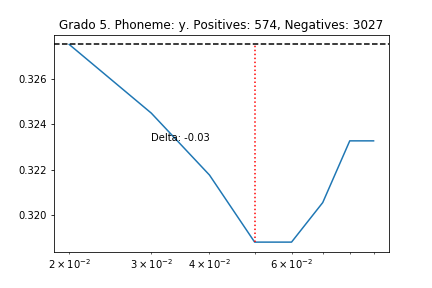 Grado 5. Phoneme: y. Positives: 574, Negatives: 3027
0.326
0.324
Delta: -0.03
0.322
0.320
2 × 10⁻² 3 × 10⁻² 4 × 10⁻² 6 × 10⁻²